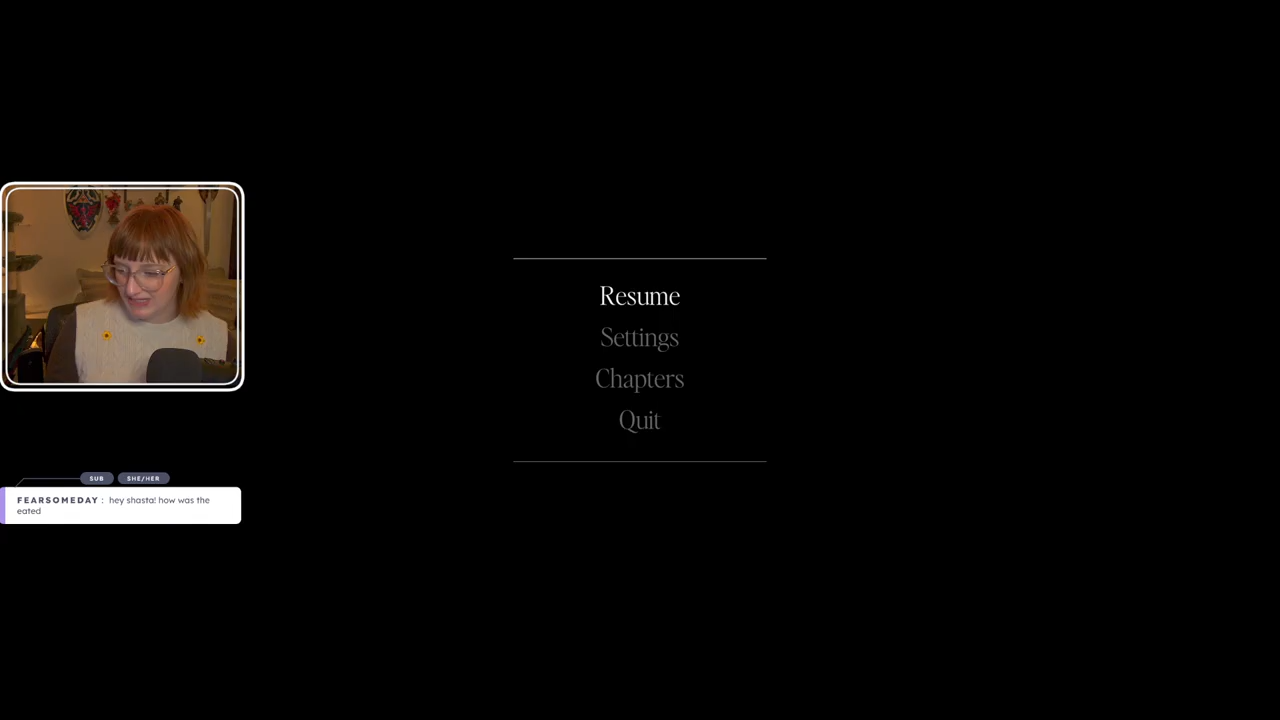 Resume
Settings
Chapters
Quit
SUB SHE/HER
FEARSOMEDAY : hey shasta! how was the
eated